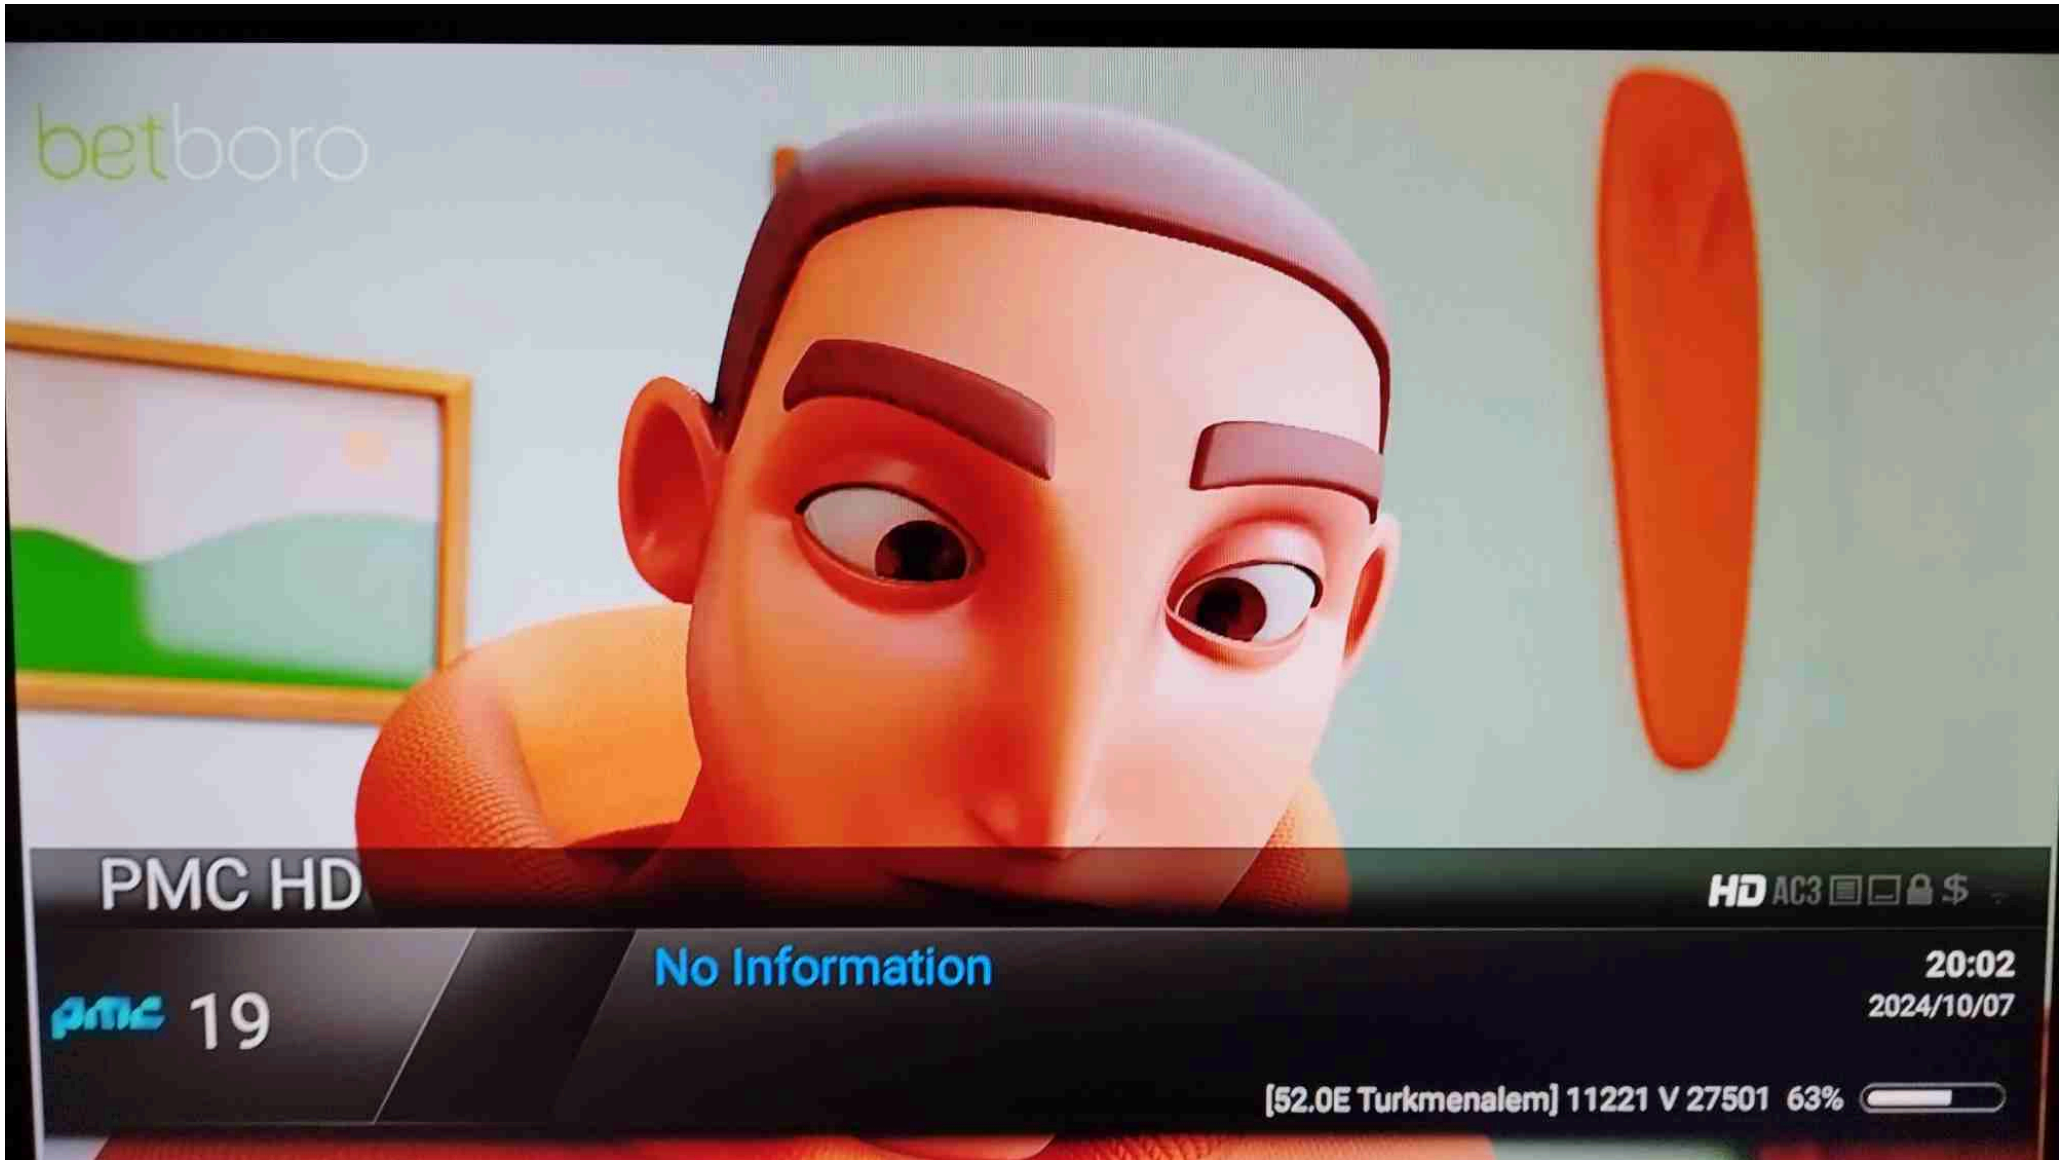 betboro
PMC HD
HD AC3 $
pmc 19
No Information
20:02
2024/10/07
[52.0E Turkmenalem] 11221 V 27501 63%